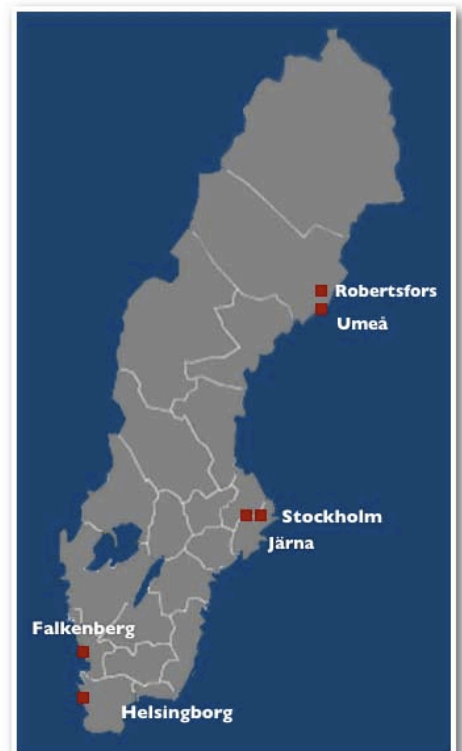 Robertsfors
Umeå
Stockholm
Järna
Falkenberg
Helsingborg